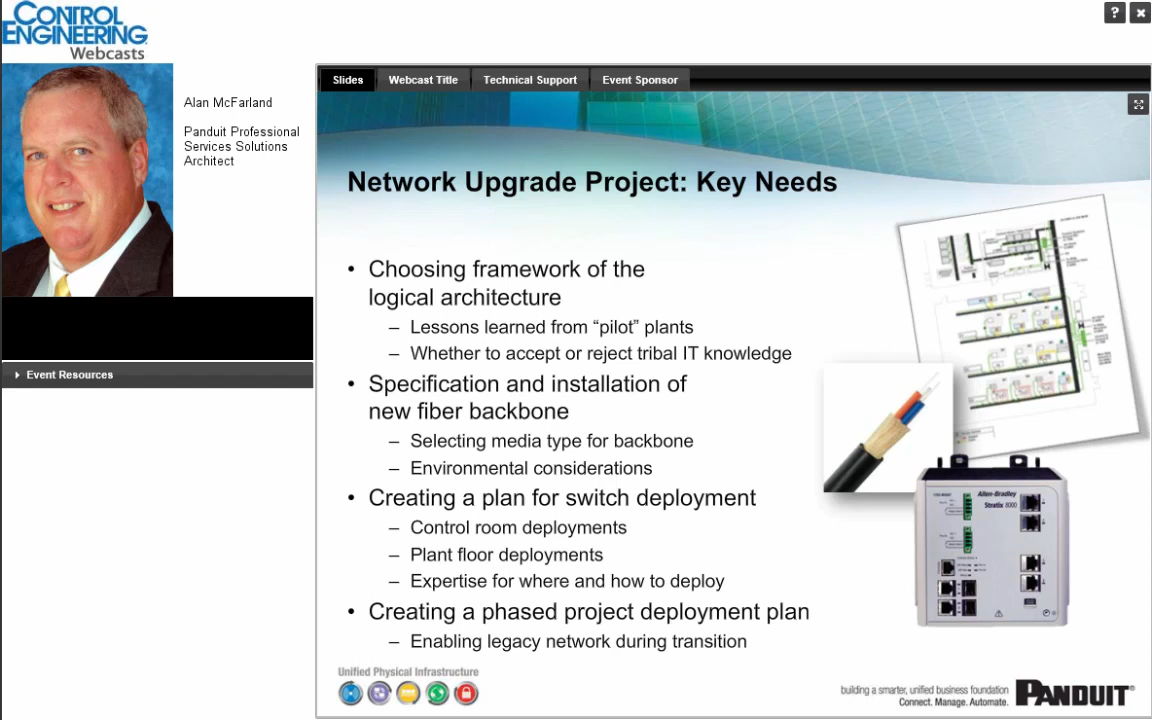 CONTROL
ENGINEERING
Webcasts
? ×
Alan McFarland
Panduit Professional
Services Solutions
Architect
Event Resources
Slides Webcast Title Technical Support Event Sponsor
Network Upgrade Project: Key Needs
• Choosing framework of the
logical architecture
– Lessons learned from “pilot” plants
– Whether to accept or reject tribal IT knowledge
• Specification and installation of
new fiber backbone
– Selecting media type for backbone
– Environmental considerations
• Creating a plan for switch deployment
– Control room deployments
– Plant floor deployments
– Expertise for where and how to deploy
• Creating a phased project deployment plan
– Enabling legacy network during transition
Allen-Bradley
Stratix 8000
Unified Physical Infrastructure
building a smarter, unified business foundation
Connect. Manage. Automate.
PANDUIT